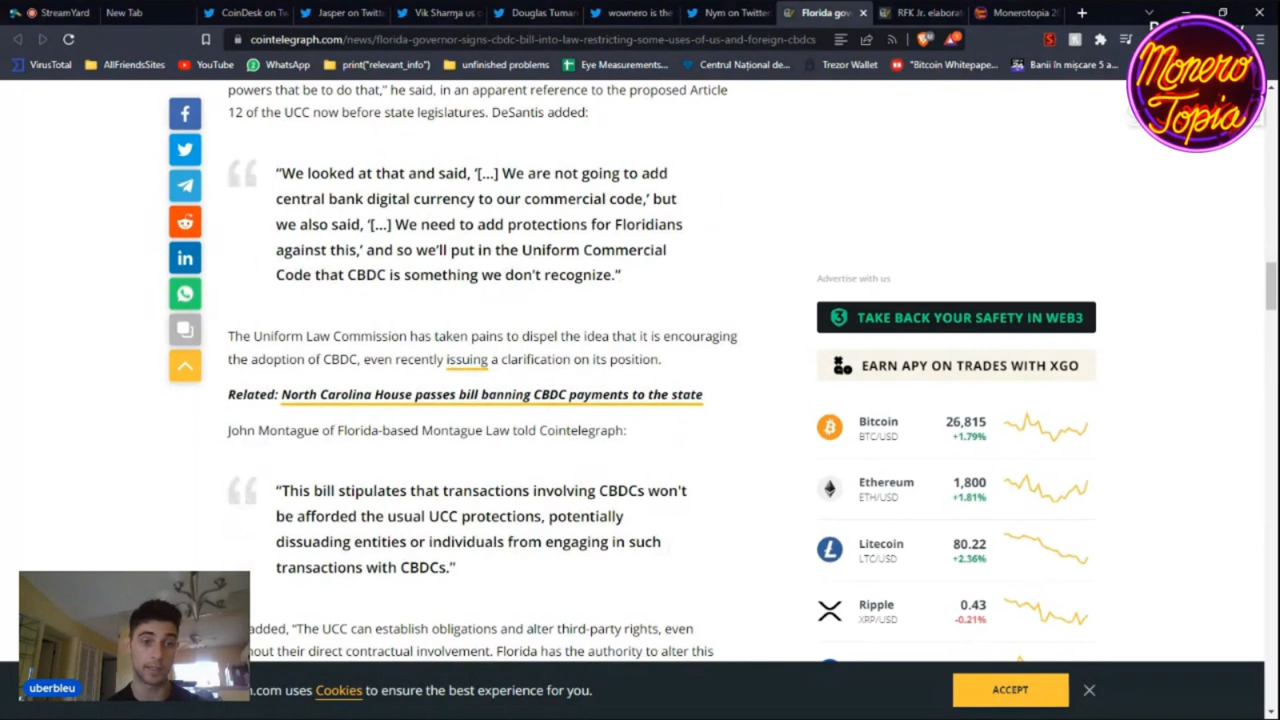 StreamYard
New Tab
CoinDesk on Tw
Jasper on Twitt
Vik Sharma us c
Douglas Tuman
wownero is the
Nym on Twitter
Florida gov
RFK Jr. elabora
Monerotopia 20
cointelegraph.com/news/florida-governor-signs-cbdc-bill-into-law-restricting-some-uses-of-us-and-foreign-cbdcs
VirusTotal
AllFriendsSites
YouTube
WhatsApp
print("relevant_info")
unfinished problems
Eye Measurements...
Centrul Național de...
Trezor Wallet
"Bitcoin Whitepape...
Banii în mișcare 5 a...
Monero
Topia
powers that be to do that," he said, in an apparent reference to the proposed Article
12 of the UCC now before state legislatures. DeSantis added:
"We looked at that and said, '[...] We are not going to add
central bank digital currency to our commercial code,' but
we also said, '[...] We need to add protections for Floridians
against this,' and so we'll put in the Uniform Commercial
Code that CBDC is something we don't recognize."
The Uniform Law Commission has taken pains to dispel the idea that it is encouraging
the adoption of CBDC, even recently issuing a clarification on its position.
Related: North Carolina House passes bill banning CBDC payments to the state
John Montague of Florida-based Montague Law told Cointelegraph:
"This bill stipulates that transactions involving CBDCs won't
be afforded the usual UCC protections, potentially
dissuading entities or individuals from engaging in such
transactions with CBDCs."
added, "The UCC can establish obligations and alter third-party rights, even
out their direct contractual involvement. Florida has the authority to alter this
Advertise with us
TAKE BACK YOUR SAFETY IN WEB3
EARN APY ON TRADES WITH XGO
Bitcoin 26,815
BTC/USD +1.79%
Ethereum 1,800
ETH/USD +1.81%
Litecoin 80.22
LTC/USD +2.36%
Ripple 0.43
XRP/USD -0.21%
uberbleu
.com uses Cookies to ensure the best experience for you.
ACCEPT